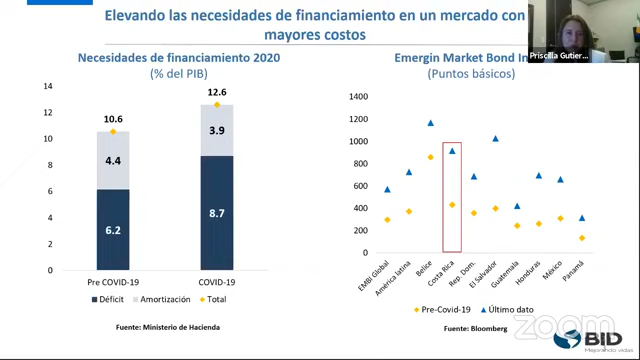 Elevando las necesidades de financiamiento en un mercado con
mayores costos
Necesidades de financiamiento 2020
(% del PIB)
14
12
10
8
6
4
2
0
10.6
4.4
6.2
12.6
3.9
8.7
Pre COVID-19
COVID-19
Déficit
Amortización
Total
Fuente: Ministerio de Hacienda
Emergin Market Bond In
(Puntos básicos)
1400
1200
1000
800
600
400
200
0
EMBI Global
América latina
Belice
Costa Rica
Rep. Dom.
El Salvador
Guatemala
Honduras
México
Panamá
Pre-Covid-19
Último dato
Fuente: Bloomberg
Priscilla Gutier...
zoom
BID
Mejorando vidas